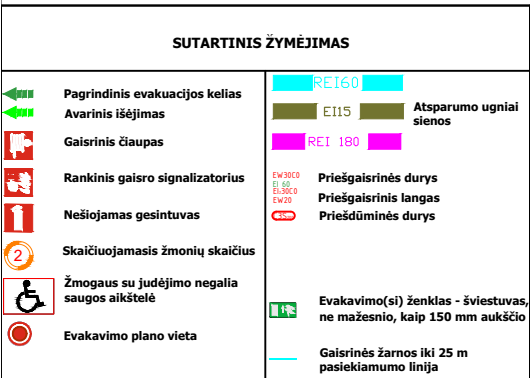 SUTARTINIS ŽYMĖJIMAS
Pagrindinis evakuacijos kelias
Avarinis išėjimas
Gaisrinis čiaupas
Rankinis gaisro signalizatorius
Nešiojamas gesintuvas
2
Skaičiuojamasis žmonių skaičius
Žmogaus su judėjimo negalia
saugos aikštelė
Evakavimo plano vieta
REI60
EI15
REI 180
Atsparumo ugniai
sienos
EW30C0
EI 60
EI₂30C0
EW20
Priešgaisrinės durys
Priešgaisrinis langas
Priešdūminės durys
Evakavimo(si) ženklas - šviestuvas,
ne mažesnio, kaip 150 mm aukščio
Gaisrinės žarnos iki 25 m
pasiekiamumo linija